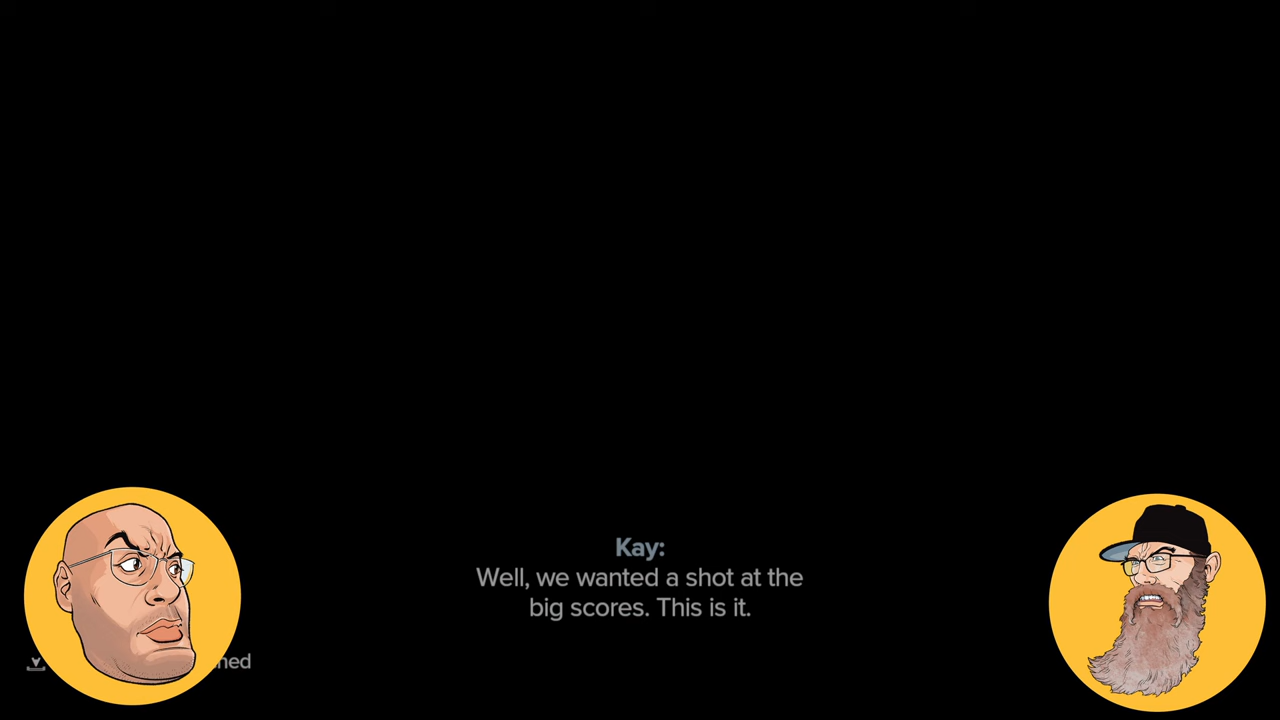 Kay:
Well, we wanted a shot at the
big scores. This is it.